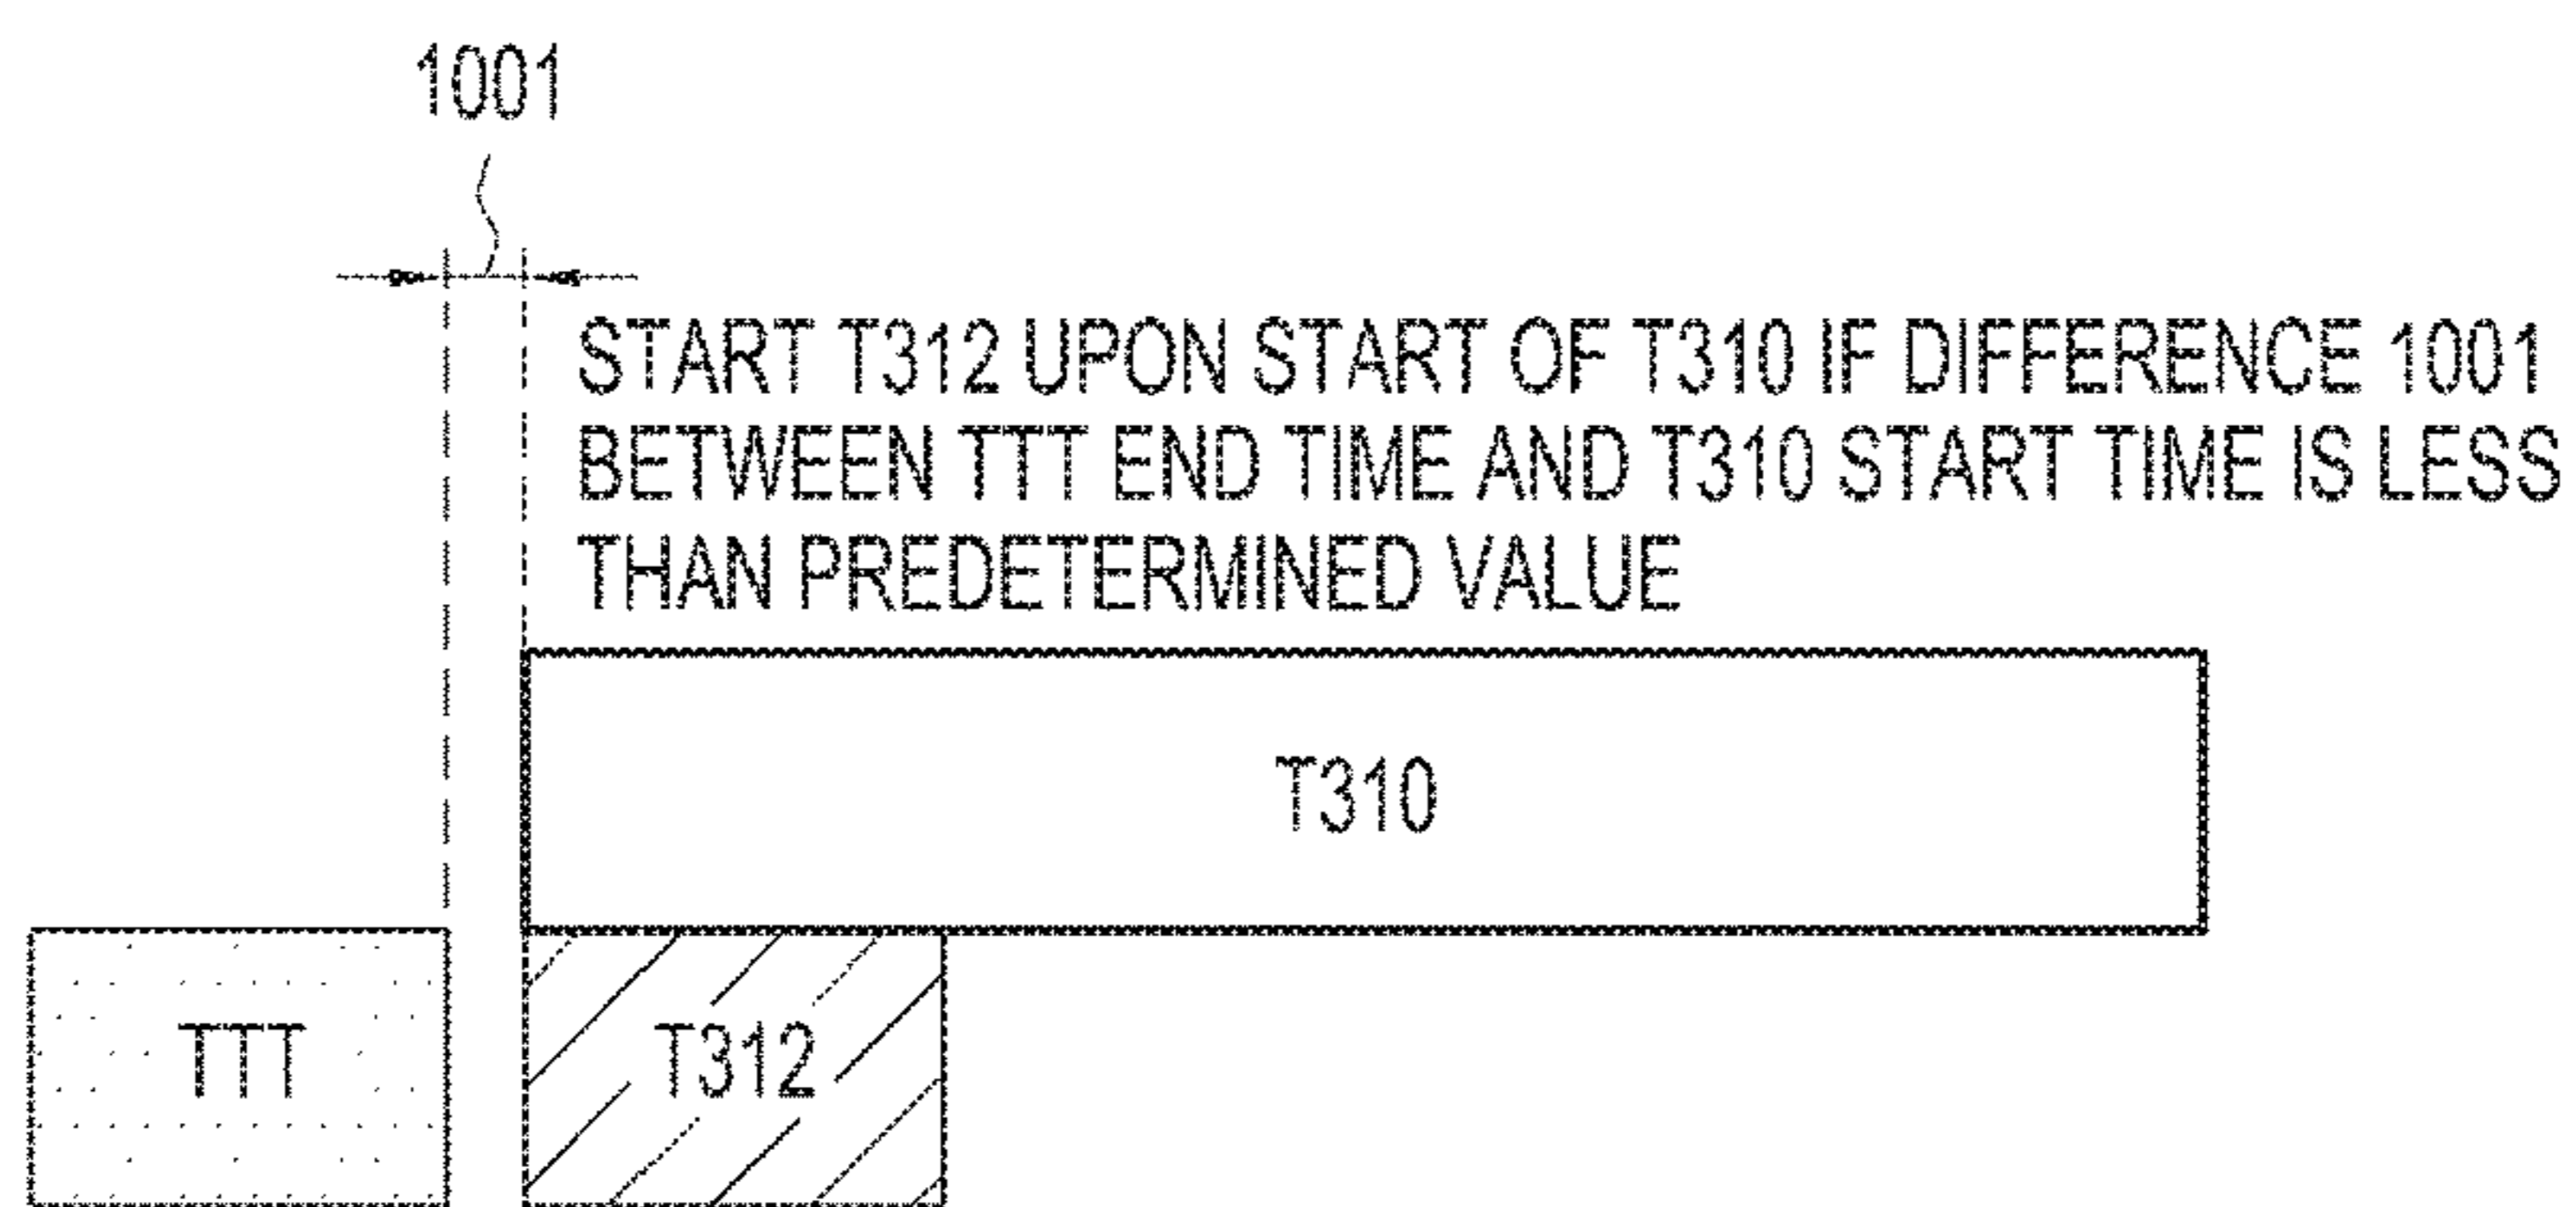 1001
START T312 UPON START OF T310 IF DIFFERENCE 1001
BETWEEN TTT END TIME AND T310 START TIME IS LESS
THAN PREDETERMINED VALUE
T310
TTT
T312